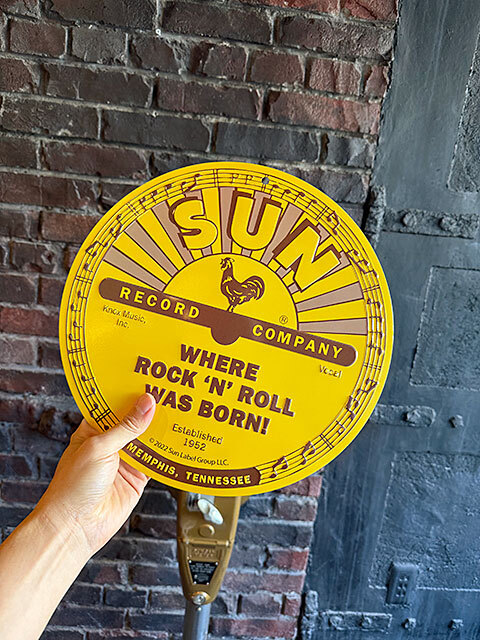 SUN
RECORD COMPANY
®
Knox Music,
Inc.
Vocal
WHERE
ROCK 'N' ROLL
WAS BORN!
Established
1952
©2022 Sun Label Group LLC.
MEMPHIS, TENNESSEE